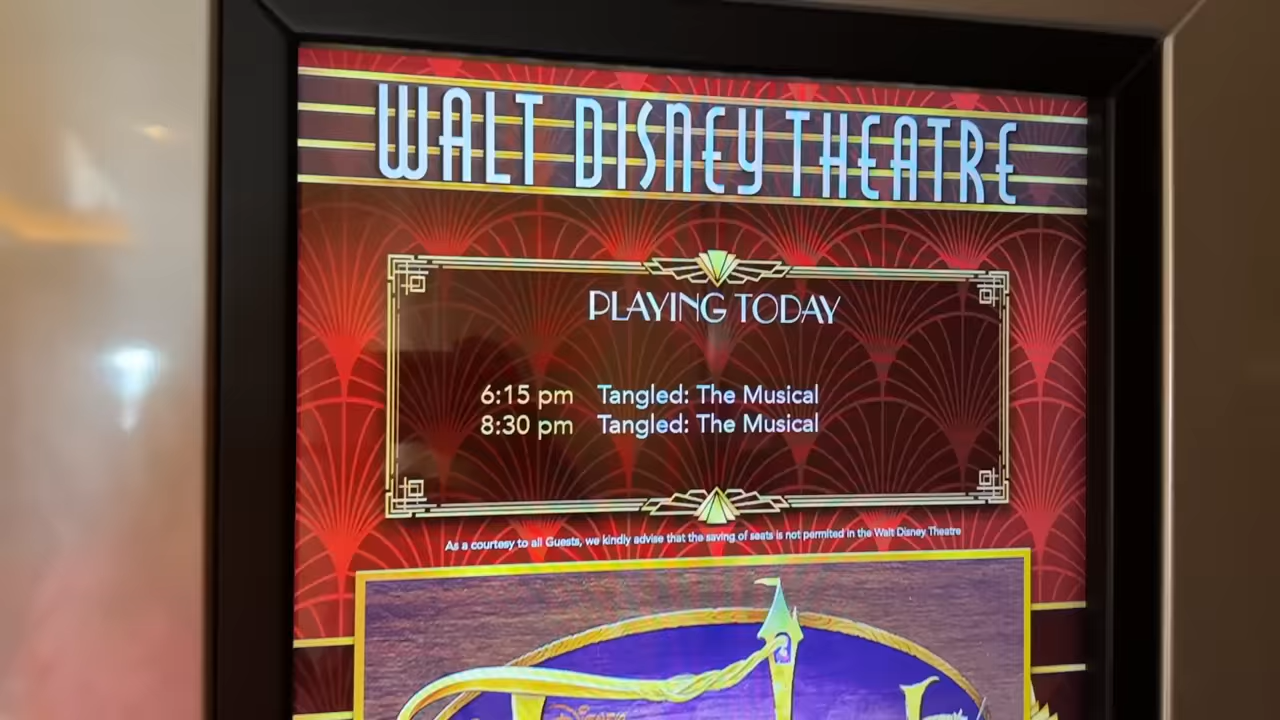 WALT DISNEY THEATRE
PLAYING TODAY
6:15 pm Tangled: The Musical
8:30 pm Tangled: The Musical
As a courtesy to all Guests, we kindly advise that the saving of seats is not permited in the Walt Disney Theatre
DISNEY